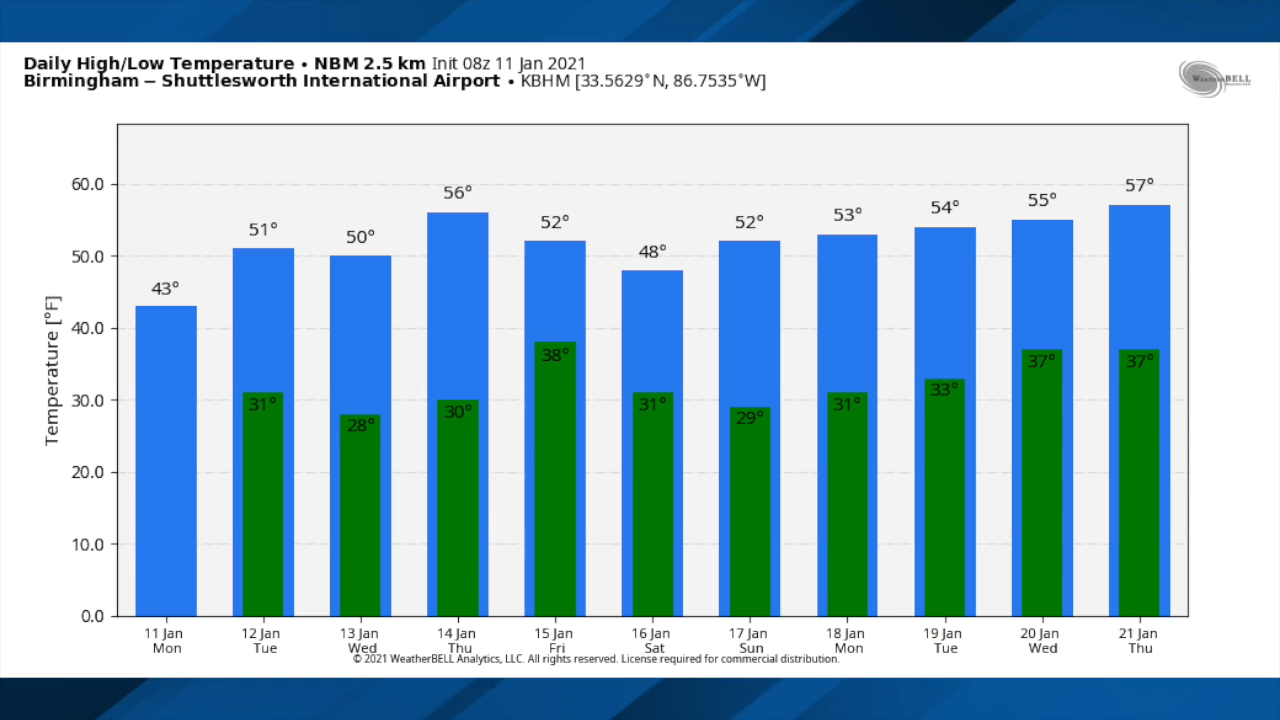 Daily High/Low Temperature • NBM 2.5 km Init 08z 11 Jan 2021
Birmingham — Shuttlesworth International Airport • KBHM [33.5629°N, 86.7535°W]
WeatherBELL
Temperature [°F]
60.0
50.0
40.0
30.0
20.0
10.0
0.0
43° 51° 50° 56° 52° 48° 52° 53° 54° 55° 57°
31° 28° 30° 38° 31° 29° 31° 33° 37° 37°
11 Jan 12 Jan 13 Jan 14 Jan 15 Jan 16 Jan 17 Jan 18 Jan 19 Jan 20 Jan 21 Jan
Mon Tue Wed Thu Fri Sat Sun Mon Tue Wed Thu
© 2021 WeatherBELL Analytics, LLC. All rights reserved. License required for commercial distribution.